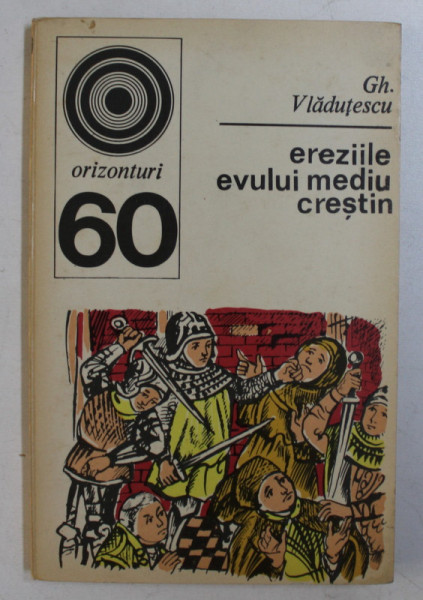 orizonturi
60
Gh.
Vlăduțescu
ereziile
evului mediu
creștin